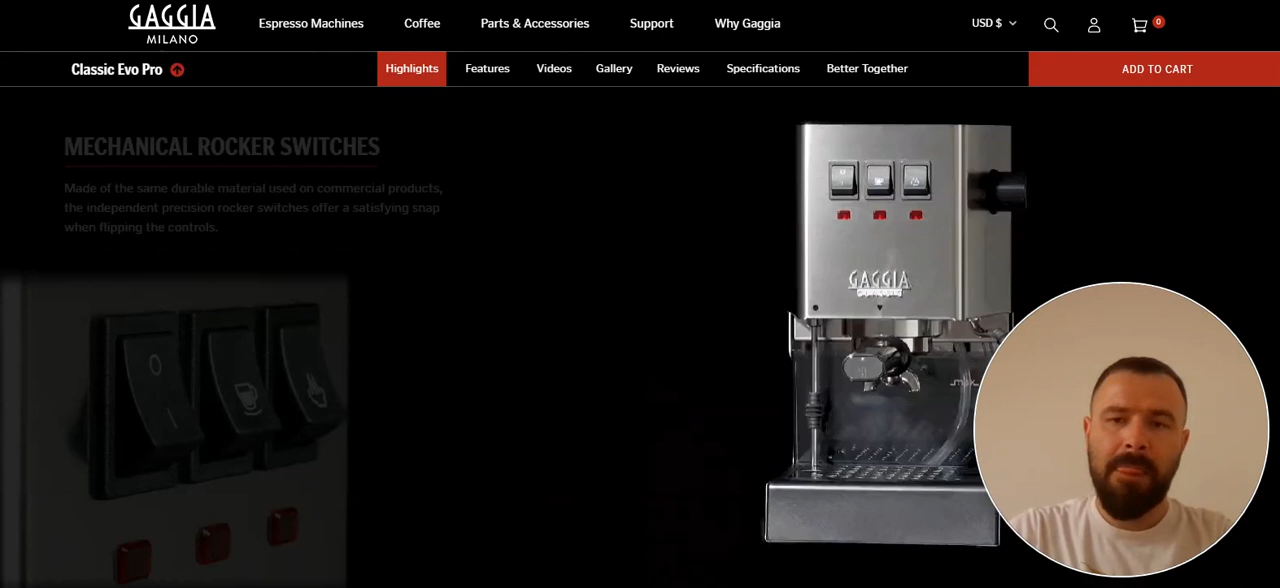 GAGGIA
MILANO
Espresso Machines
Coffee
Parts & Accessories
Support
Why Gaggia
USD $
0
Classic Evo Pro
Highlights
Features
Videos
Gallery
Reviews
Specifications
Better Together
ADD TO CART
MECHANICAL ROCKER SWITCHES
Made of the same durable material used on commercial products,
the independent precision rocker switches offer a satisfying snap
when flipping the controls.
GAGGIA
CLASSIC
max